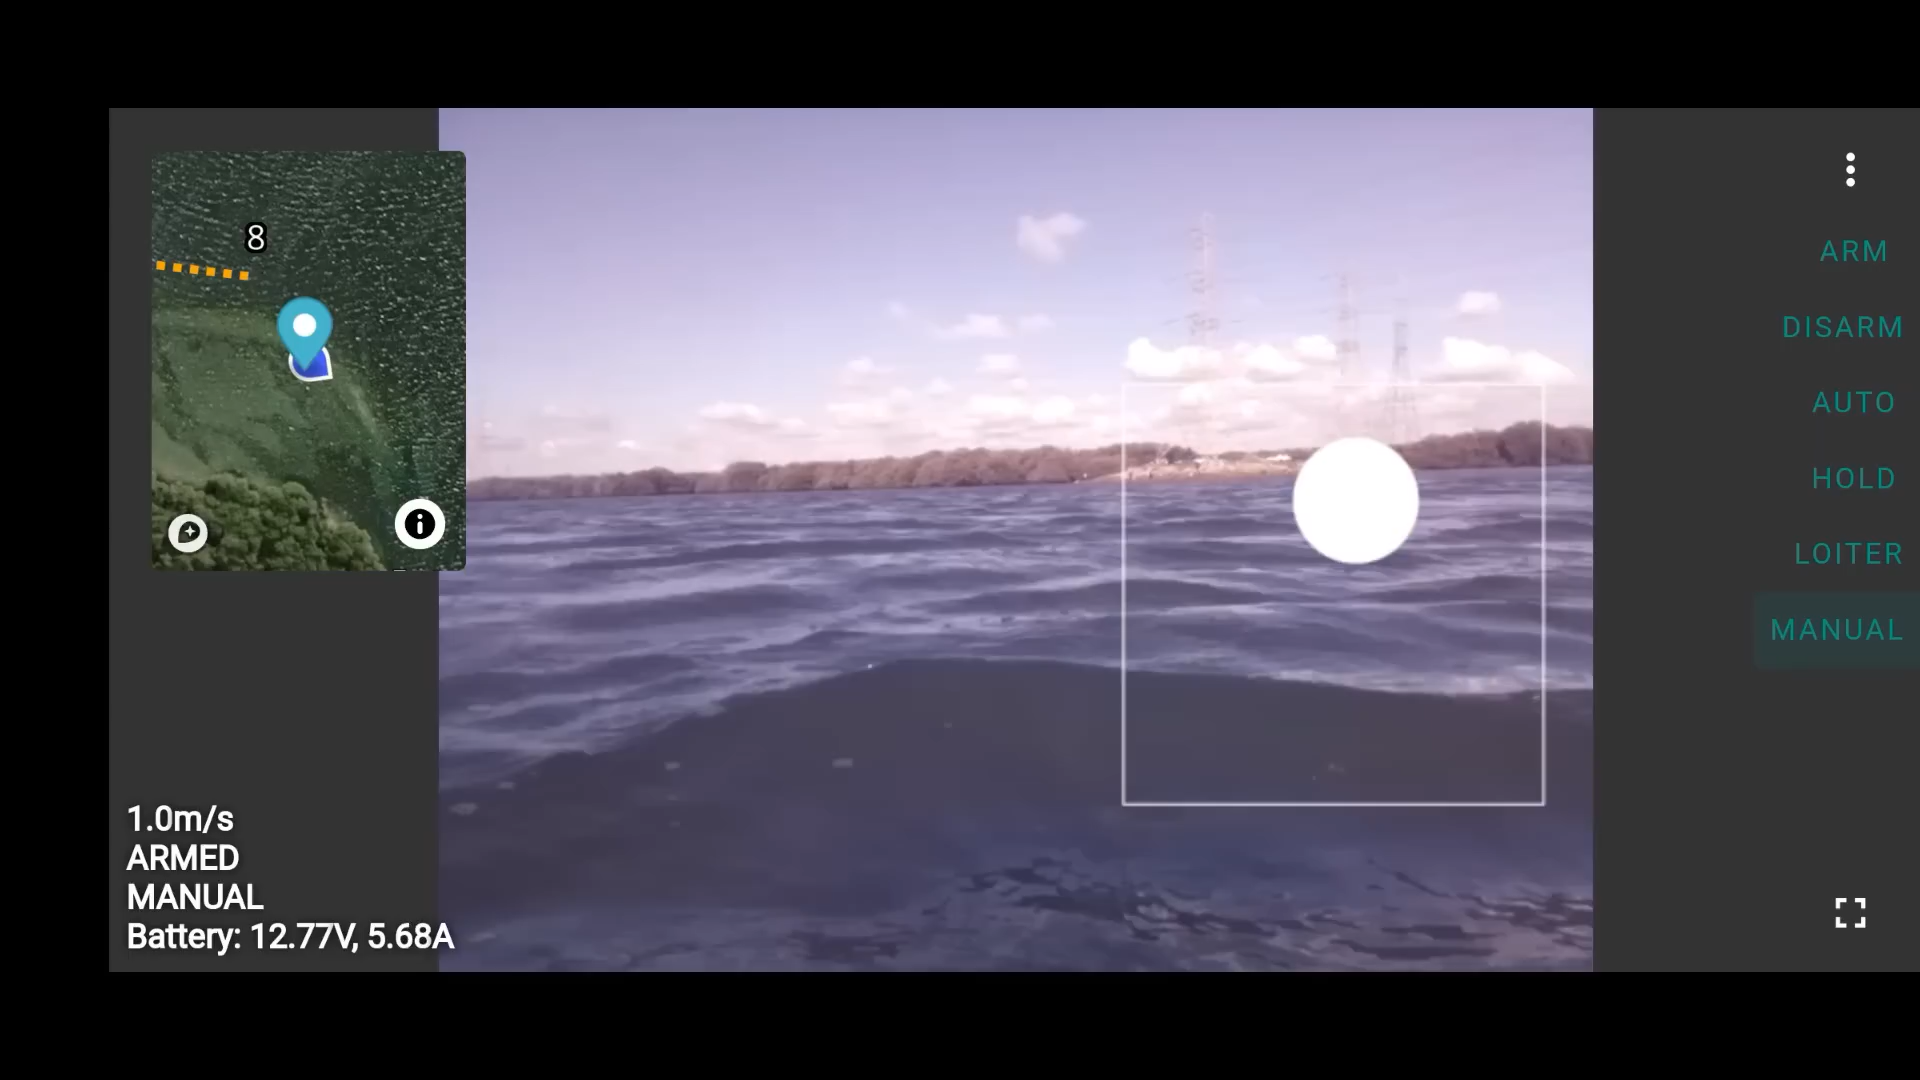 8
ARM
DISARM
AUTO
HOLD
LOITER
MANUAL
1.0m/s
ARMED
MANUAL
Battery: 12.77V, 5.68A